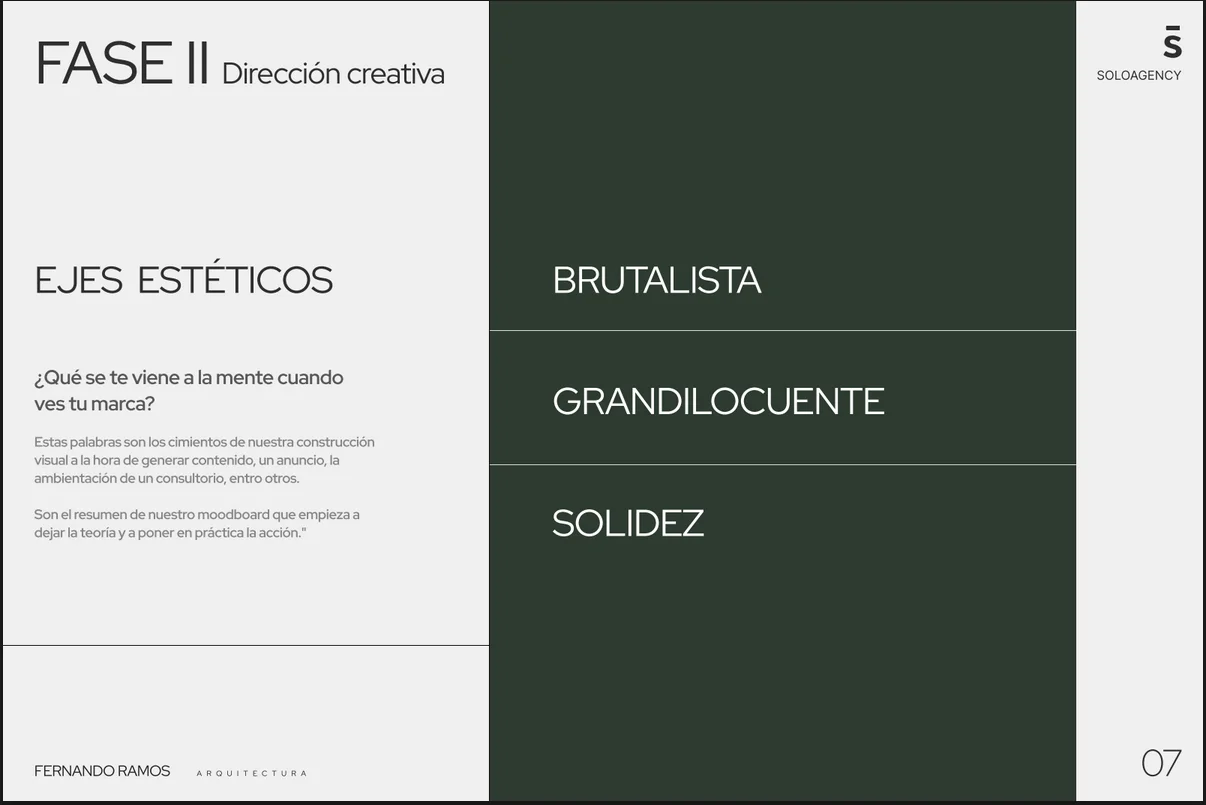 FASE II Dirección creativa
EJES ESTÉTICOS
¿Qué se te viene a la mente cuando
ves tu marca?
Estas palabras son los cimientos de nuestra construcción
visual a la hora de generar contenido, un anuncio, la
ambientación de un consultorio, entro otros.
Son el resumen de nuestro moodboard que empieza a
dejar la teoría y a poner en práctica la acción."
FERNANDO RAMOS ARQUITECTURA
BRUTALISTA
GRANDILOCUENTE
SOLIDEZ
s̄
SOLOAGENCY
07